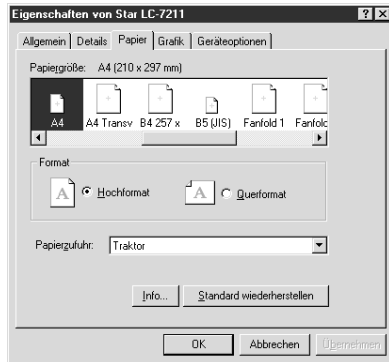 Eigenschaften von Star LC-7211
Allgemein Details Papier Grafik Geräteoptionen
Papiergröße: A4 (210 x 297 mm)
A4 A4 Transv B4 257 x B5 (JIS) Fanfold 1 Fanfold
Format
A Hochformat A Querformat
Papierzufuhr: Traktor
Info... Standard wiederherstellen
OK Abbrechen Übernehmen